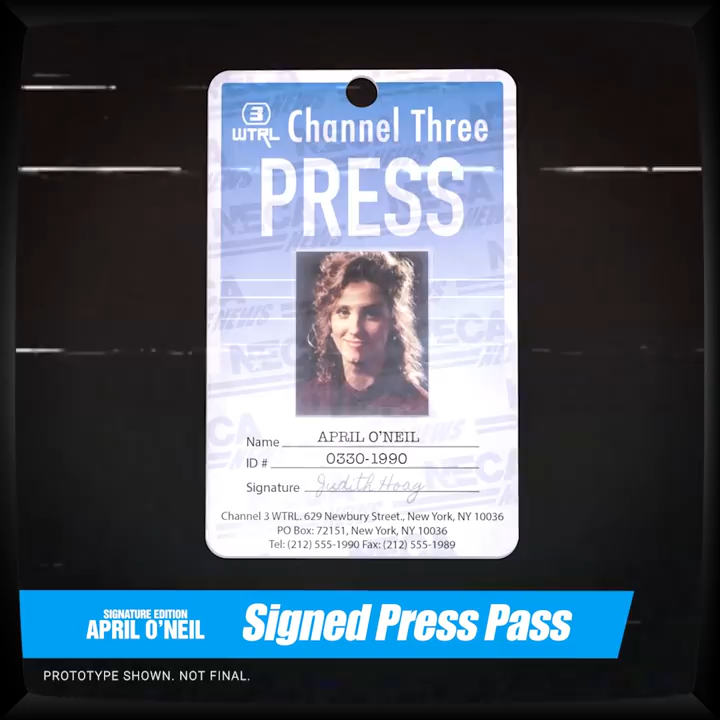 3
WTRL
Channel Three
PRESS
Name APRIL O'NEIL
ID # 0330-1990
Signature Judith Hoag
Channel 3 WTRL. 629 Newbury Street., New York, NY 10036
PO Box: 72151, New York, NY 10036
Tel: (212) 555-1990 Fax: (212) 555-1989
SIGNATURE EDITION
APRIL O'NEIL
Signed Press Pass
PROTOTYPE SHOWN. NOT FINAL.
NECA
NEWS